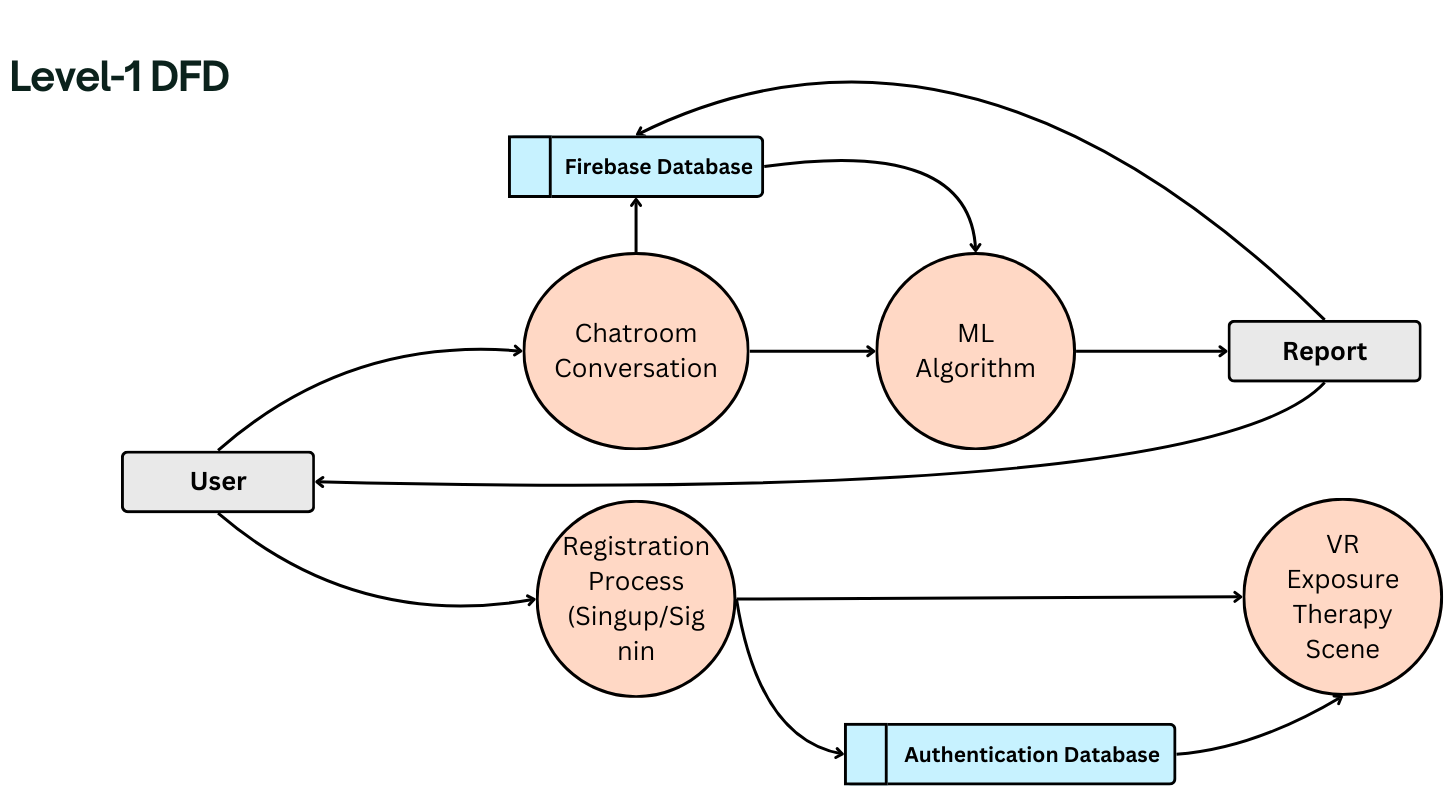 Level-1 DFD
Firebase Database
Chatroom
Conversation
ML
Algorithm
Report
User
Registration
Process
(Singup/Sig
nin
VR
Exposure
Therapy
Scene
Authentication Database